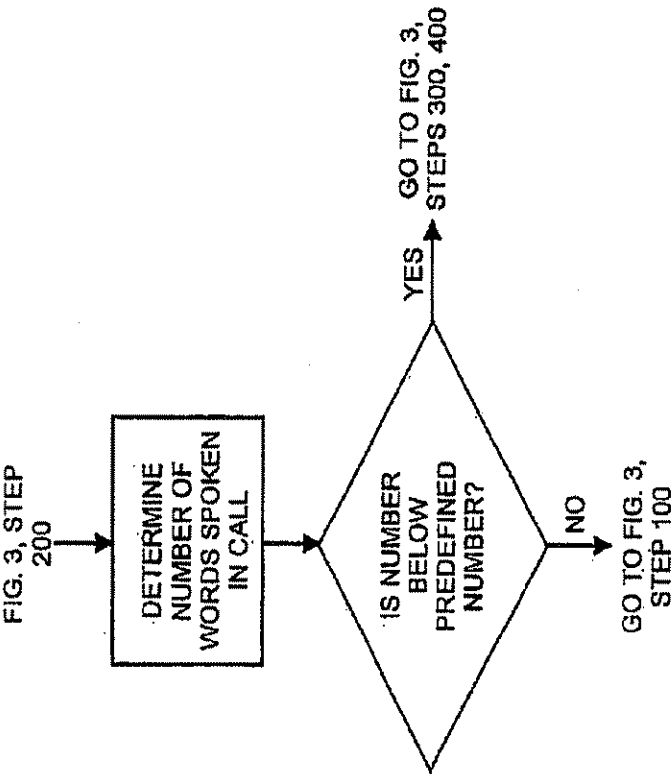 FIG. 3, STEP
200
DETERMINE
NUMBER OF
WORDS SPOKEN
IN CALL
IS NUMBER
BELOW
PREDEFINED
NUMBER?
YES
GO TO FIG. 3,
STEPS 300, 400
NO
GO TO FIG. 3,
STEP 100